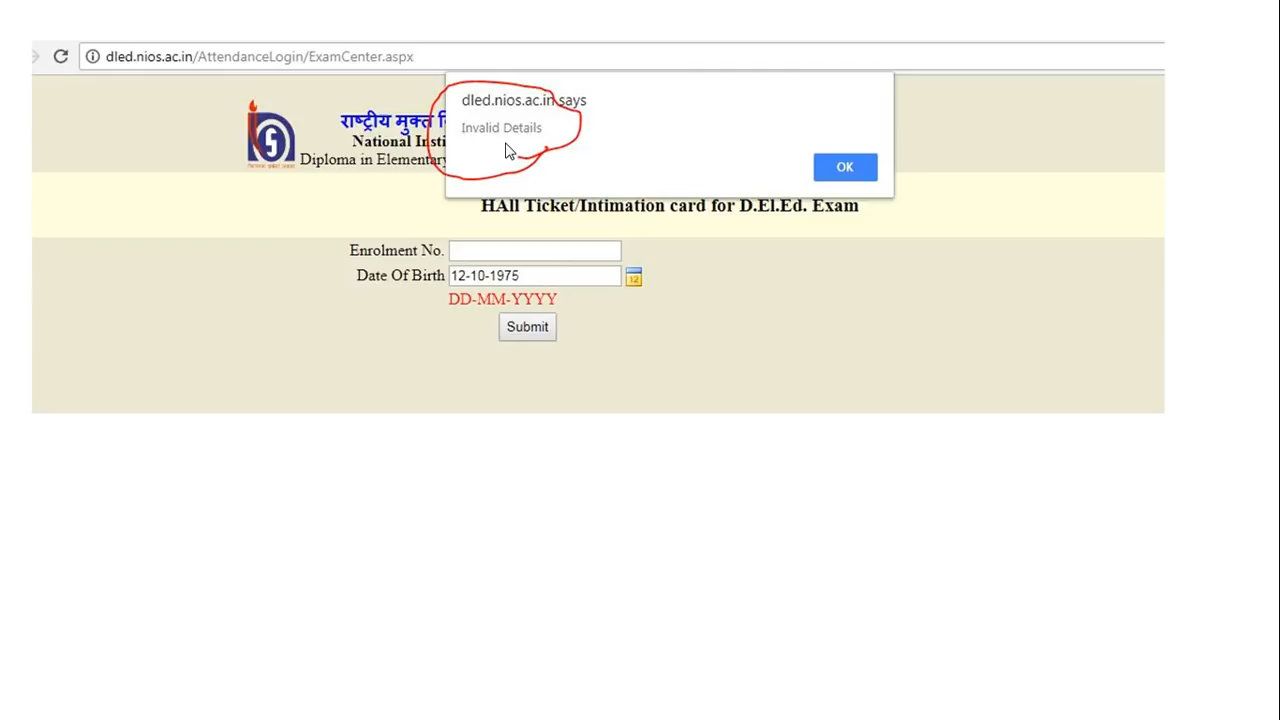 dled.nios.ac.in/AttendanceLogin/ExamCenter.aspx
dled.nios.ac.in says
Invalid Details
OK
राष्ट्रीय मुक्त
National Insti
Diploma in Elementary
HAll Ticket/Intimation card for D.El.Ed. Exam
Enrolment No.
Date Of Birth 12-10-1975
12
DD-MM-YYYY
Submit